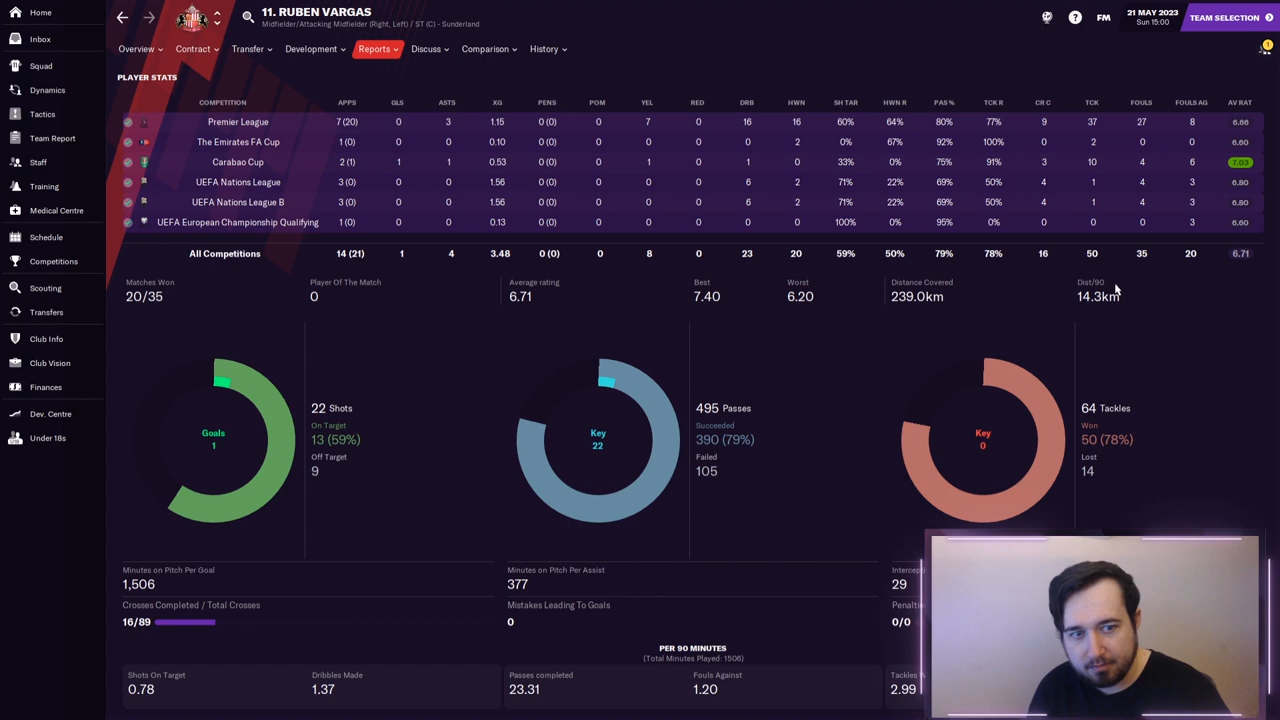 Home
Inbox
Squad
Dynamics
Tactics
Team Report
Staff
Training
Medical Centre
Schedule
Competitions
Scouting
Transfers
Club Info
Club Vision
Finances
Dev. Centre
Under 18s
11. RUBEN VARGAS
Midfielder/Attacking Midfielder (Right, Left) / ST (C) - Sunderland
? FM 21 MAY 2023 Sun 15:00 TEAM SELECTION
Overview Contract Transfer Development Reports Discuss Comparison History 1
PLAYER STATS
COMPETITION APPS GLS ASTS XG PENS POM YEL RED DRB HWN SH TAR HWN R PAS % TCK R CR C TCK FOULS FOULS AG AV RAT
Premier League 7 (20) 0 3 1.15 0 (0) 0 7 0 16 16 60% 64% 80% 77% 9 37 27 8 6.66
The Emirates FA Cup 1 (0) 0 0 0.10 0 (0) 0 0 0 0 2 0% 67% 92% 100% 0 2 0 0 6.60
Carabao Cup 2 (1) 1 1 0.53 0 (0) 0 1 0 1 0 33% 0% 75% 91% 3 10 4 6 7.03
UEFA Nations League 3 (0) 0 0 1.56 0 (0) 0 0 0 6 2 71% 22% 69% 50% 4 1 4 3 6.80
UEFA Nations League B 3 (0) 0 0 1.56 0 (0) 0 0 0 6 2 71% 22% 69% 50% 4 1 4 3 6.80
UEFA European Championship Qualifying 1 (0) 0 0 0.13 0 (0) 0 0 0 0 0 100% 0% 95% 0% 0 0 0 3 6.60
All Competitions 14 (21) 1 4 3.48 0 (0) 0 8 0 23 20 59% 50% 79% 78% 16 50 35 20 6.71
Matches Won Player Of The Match Average rating Best Worst Distance Covered Dist/90
20/35 0 6.71 7.40 6.20 239.0km 14.3km
Goals
1
22 Shots
On Target
13 (59%)
Off Target
9
Key
22
495 Passes
Succeeded
390 (79%)
Failed
105
Key
0
64 Tackles
Won
50 (78%)
Lost
14
Minutes on Pitch Per Goal
1,506
Crosses Completed / Total Crosses
16/89
Minutes on Pitch Per Assist
377
Mistakes Leading To Goals
0
29
0/0
PER 90 MINUTES
(Total Minutes Played: 1506)
Shots On Target Dribbles Made Passes completed Fouls Against Tackles
0.78 1.37 23.31 1.20 2.99